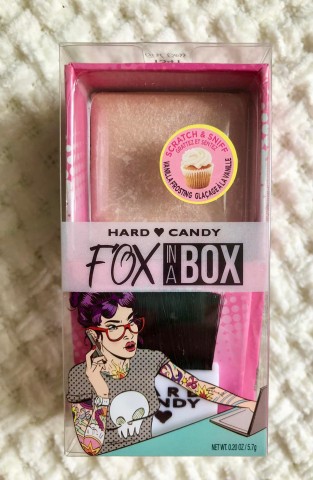 SCRATCH & SNIFF
GRATTEZ ET SENTEZ
VANILLA FROSTING GLAÇAGE À LA VANILLE
HARD ♥ CANDY
FOX IN A BOX
NET WT. 0.20 OZ / 5.7g